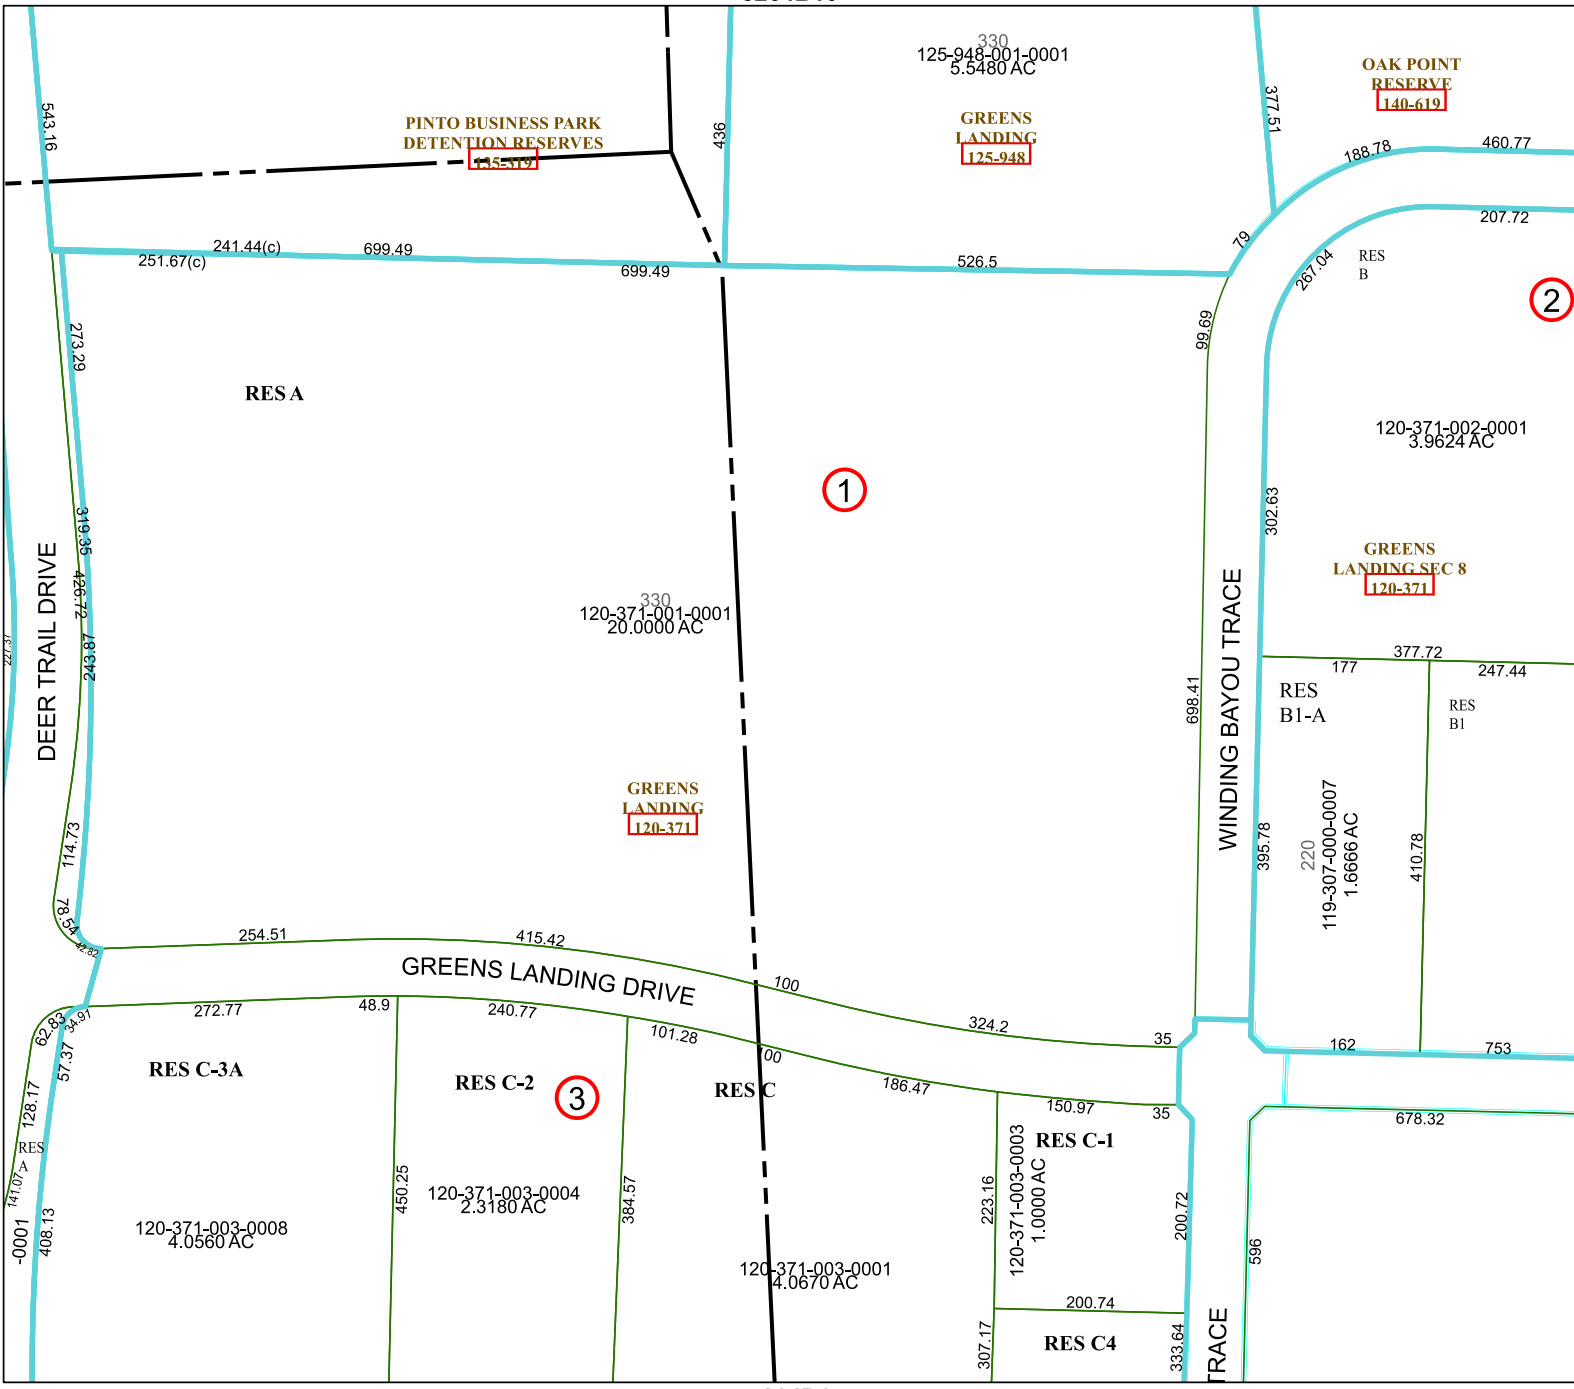 330
125-948-001-0001
5.5480 AC
OAK POINT
RESERVE
140-619
PINTO BUSINESS PARK
DETENTION RESERVES
135-319
GREENS
LANDING
125-948
543.16
436
377.51
188.78
460.77
207.72
79
267.04
RES
B
2
241.44(c)
251.67(c)
699.49
699.49
526.5
99.69
273.29
RES A
1
120-371-002-0001
3.9624 AC
302.63
GREENS
LANDING SEC 8
120-371
319.35
426.72
243.87
227.37
DEER TRAIL DRIVE
330
120-371-001-0001
20.0000 AC
WINDING BAYOU TRACE
698.41
377.72
177
247.44
RES
B1-A
RES
B1
GREENS
LANDING
120-371
220
119-307-000-0007
1.6666 AC
395.78
410.78
114.73
78.54
42.82
254.51
415.42
GREENS LANDING DRIVE
100
324.2
35
162
753
272.77
48.9
240.77
101.28
100
186.47
150.97
35
678.32
62.83
34.97
57.37
128.17
RES
A
141.07
-0001
408.13
RES C-3A
RES C-2
3
RES C
RES C-1
120-371-003-0003
1.0000 AC
450.25
120-371-003-0004
2.3180 AC
384.57
223.16
200.72
596
120-371-003-0008
4.0560 AC
120-371-003-0001
4.0670 AC
200.74
307.17
RES C4
333.64
TRACE